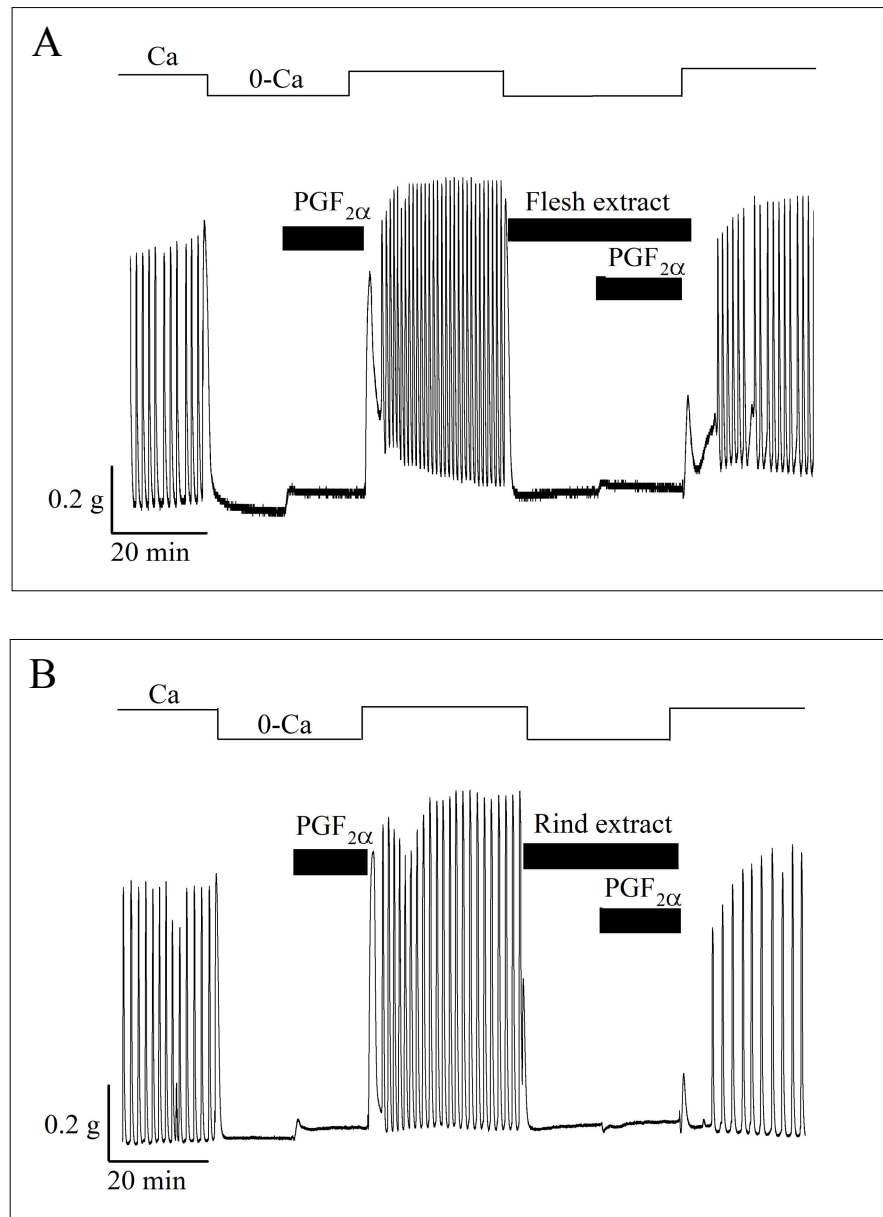 A
Ca
0-Ca
PGF2α
Flesh extract
PGF2α
0.2 g
20 min
B
Ca
0-Ca
PGF2α
Rind extract
PGF2α
0.2 g
20 min